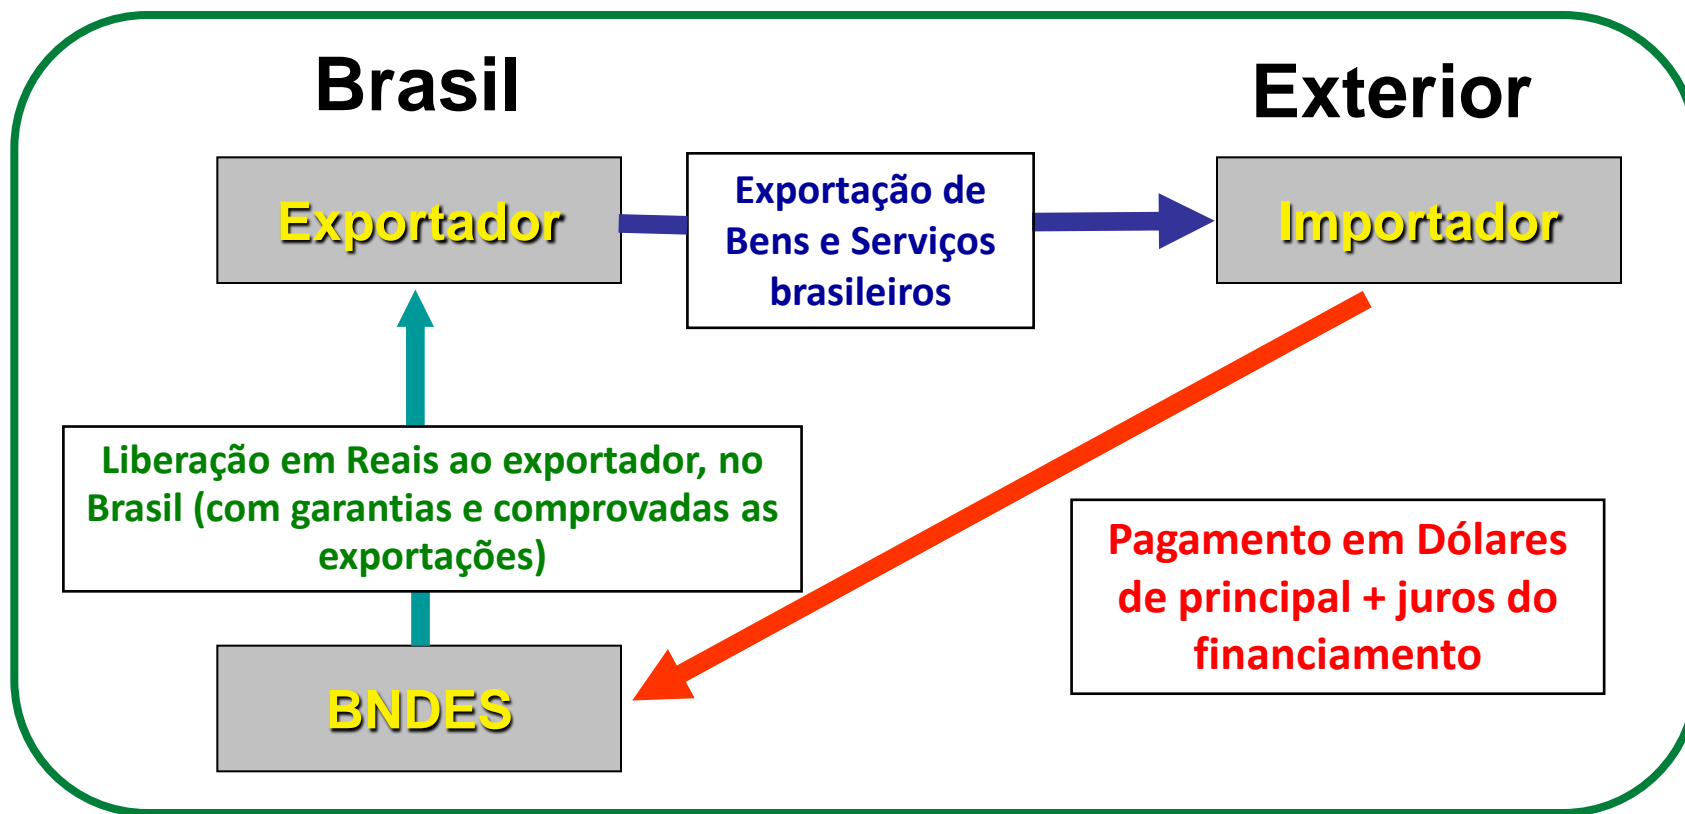 Brasil
Exterior
Exportador
Exportação de
Bens e Serviços
brasileiros
Importador
Liberação em Reais ao exportador, no
Brasil (com garantias e comprovadas as
exportações)
Pagamento em Dólares
de principal + juros do
financiamento
BNDES